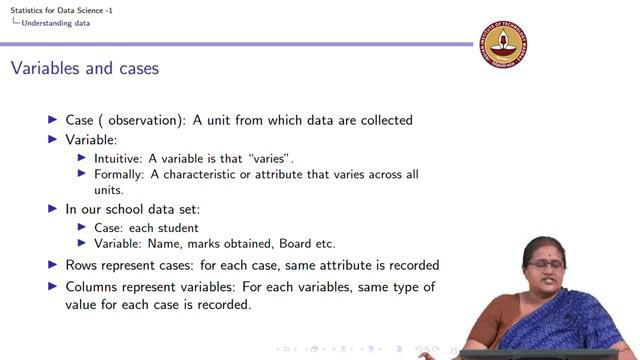 Statistics for Data Science -1
Understanding data
Variables and cases
Case ( observation): A unit from which data are collected
Variable:
Intuitive: A variable is that “varies”.
Formally: A characteristic or attribute that varies across all
units.
In our school data set:
Case: each student
Variable: Name, marks obtained, Board etc.
Rows represent cases: for each case, same attribute is recorded
Columns represent variables: For each variables, same type of
value for each case is recorded.